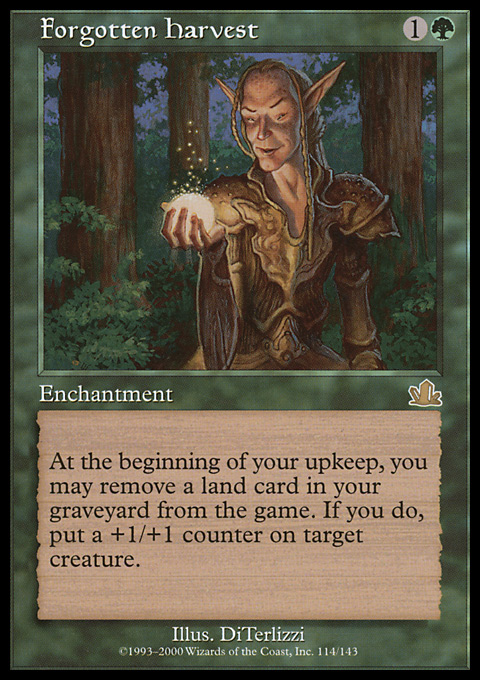 Forgotten Harvest 1
Enchantment
At the beginning of your upkeep, you
may remove a land card in your
graveyard from the game. If you do,
put a +1/+1 counter on target
creature.
Illus. DiTerlizzi
©1993–2000 Wizards of the Coast, Inc. 114/143